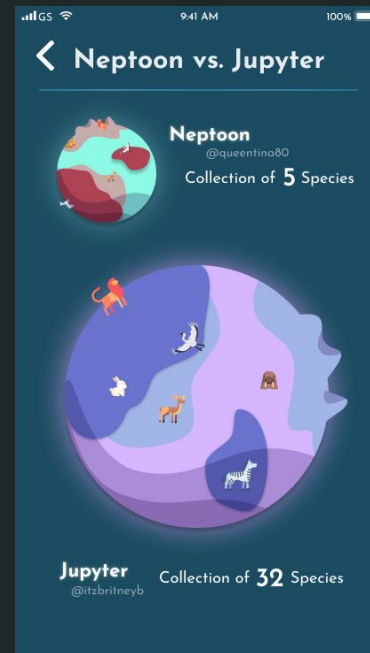 GS 9:41 AM 100%
Neptoon vs. Jupyter
Neptoon
@queentina80
Collection of 5 Species
Jupyter
@itzbritneyb
Collection of 32 Species